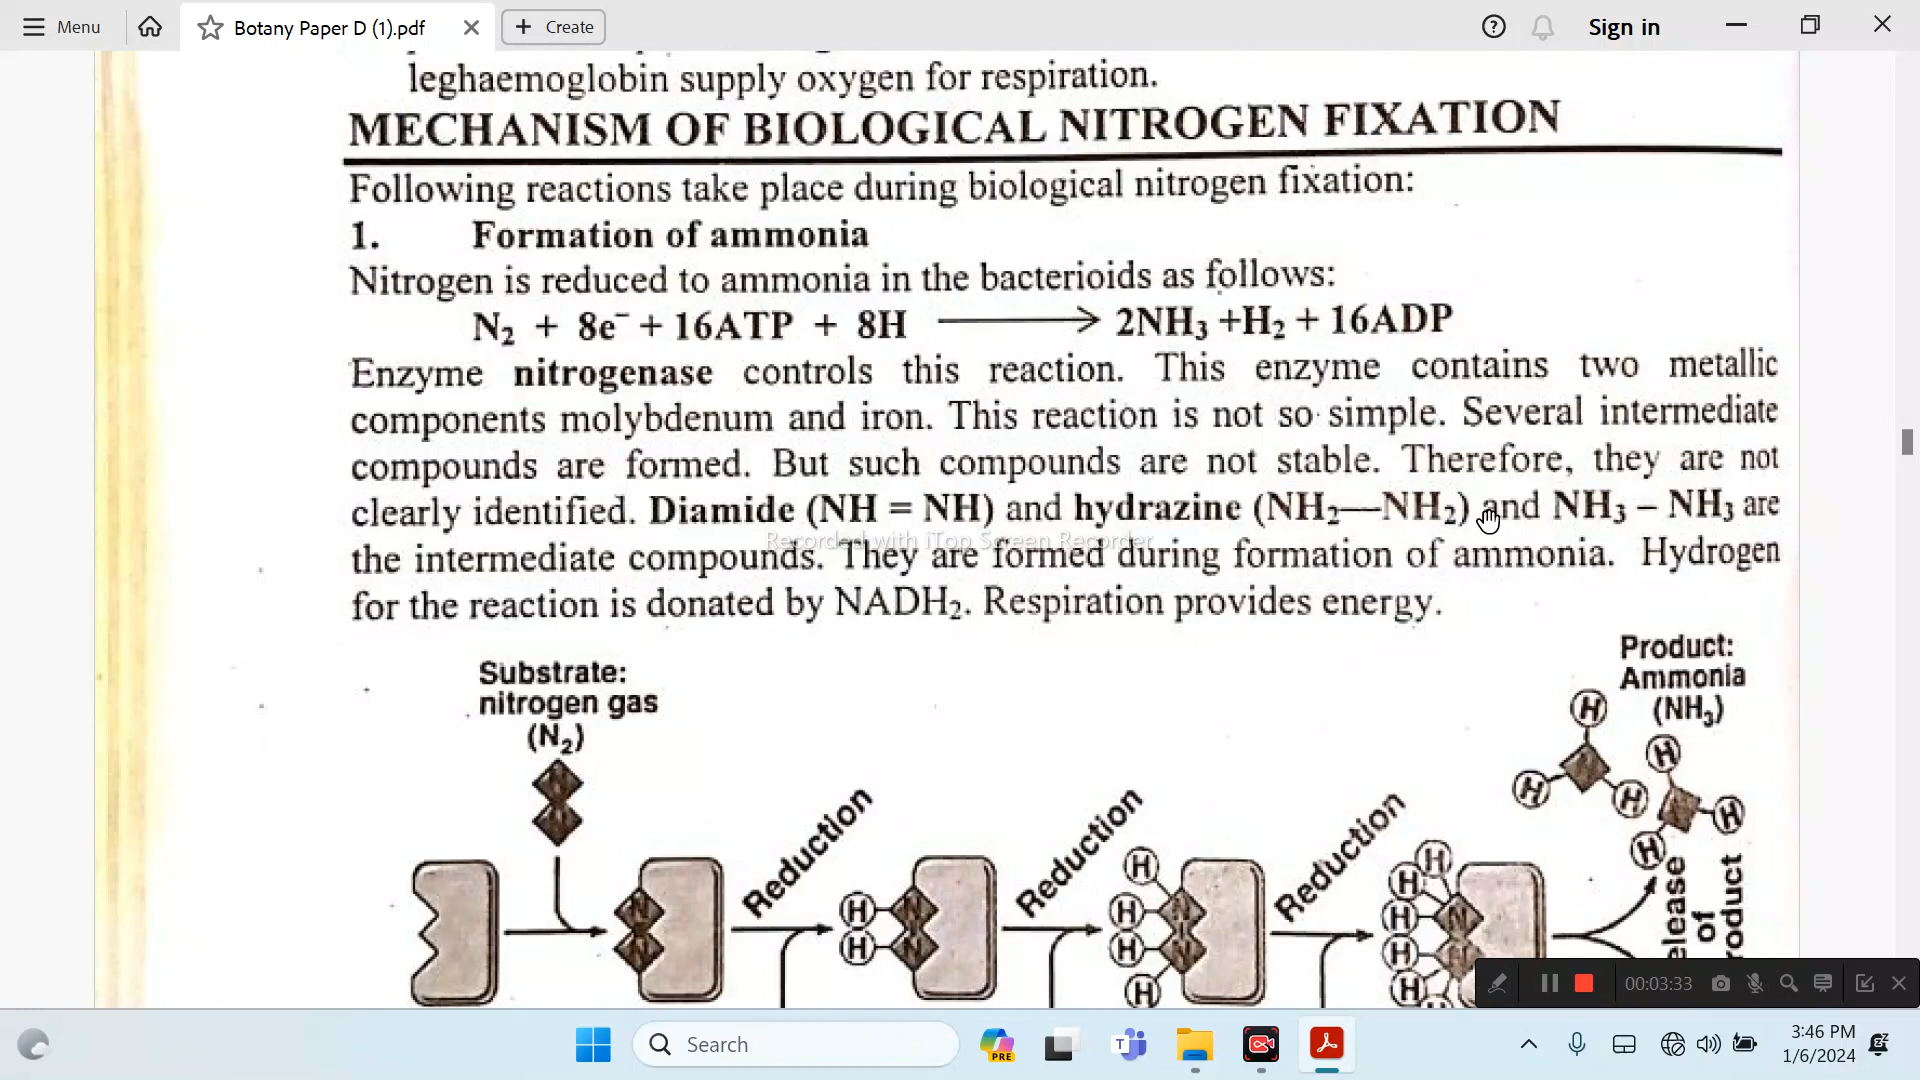 Menu
Botany Paper D (1).pdf
Create
Sign in
leghaemoglobin supply oxygen for respiration.
MECHANISM OF BIOLOGICAL NITROGEN FIXATION
Following reactions take place during biological nitrogen fixation:
1. Formation of ammonia
Nitrogen is reduced to ammonia in the bacterioids as follows:
N₂ + 8e⁻ + 16ATP + 8H ⟶ 2NH₃ +H₂ + 16ADP
Enzyme nitrogenase controls this reaction. This enzyme contains two metallic
components molybdenum and iron. This reaction is not so simple. Several intermediate
compounds are formed. But such compounds are not stable. Therefore, they are not
clearly identified. Diamide (NH = NH) and hydrazine (NH₂—NH₂) and NH₃ – NH₃ are
Recorded with iTop Screen Recorder
the intermediate compounds. They are formed during formation of ammonia. Hydrogen
for the reaction is donated by NADH₂. Respiration provides energy.
Substrate:
nitrogen gas
(N₂)
Product:
Ammonia
(NH₃)
H
H
H
H
H
H
N
N
Reduction
H
H
N
N
Reduction
H
H
H
H
N
N
Reduction
H
H
H
H
H
N
N
of
00:03:33
Search
PRE
3:46 PM
1/6/2024